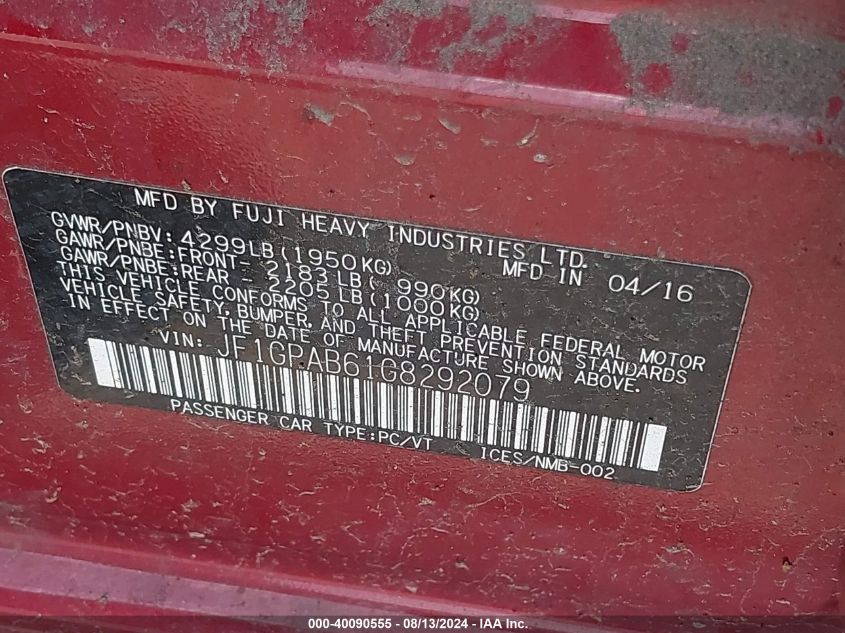 MFD BY FUJI HEAVY INDUSTRIES LTD.
GVWR/PNBV: 4299LB (1950KG) MFD IN 04/16
GAWR/PNBE:FRONT- 2183LB ( 990KG)
GAWR/PNBE:REAR - 2205LB (1000KG)
THIS VEHICLE CONFORMS TO ALL APPLICABLE FEDERAL MOTOR
VEHICLE SAFETY, BUMPER, AND THEFT PREVENTION STANDARDS
IN EFFECT ON THE DATE OF MANUFACTURE SHOWN ABOVE.
VIN: JF1GPAB61G8292079
PASSENGER CAR TYPE:PC/VT ICES/NMB-002
000-40090555 - 08/13/2024 - IAA Inc.